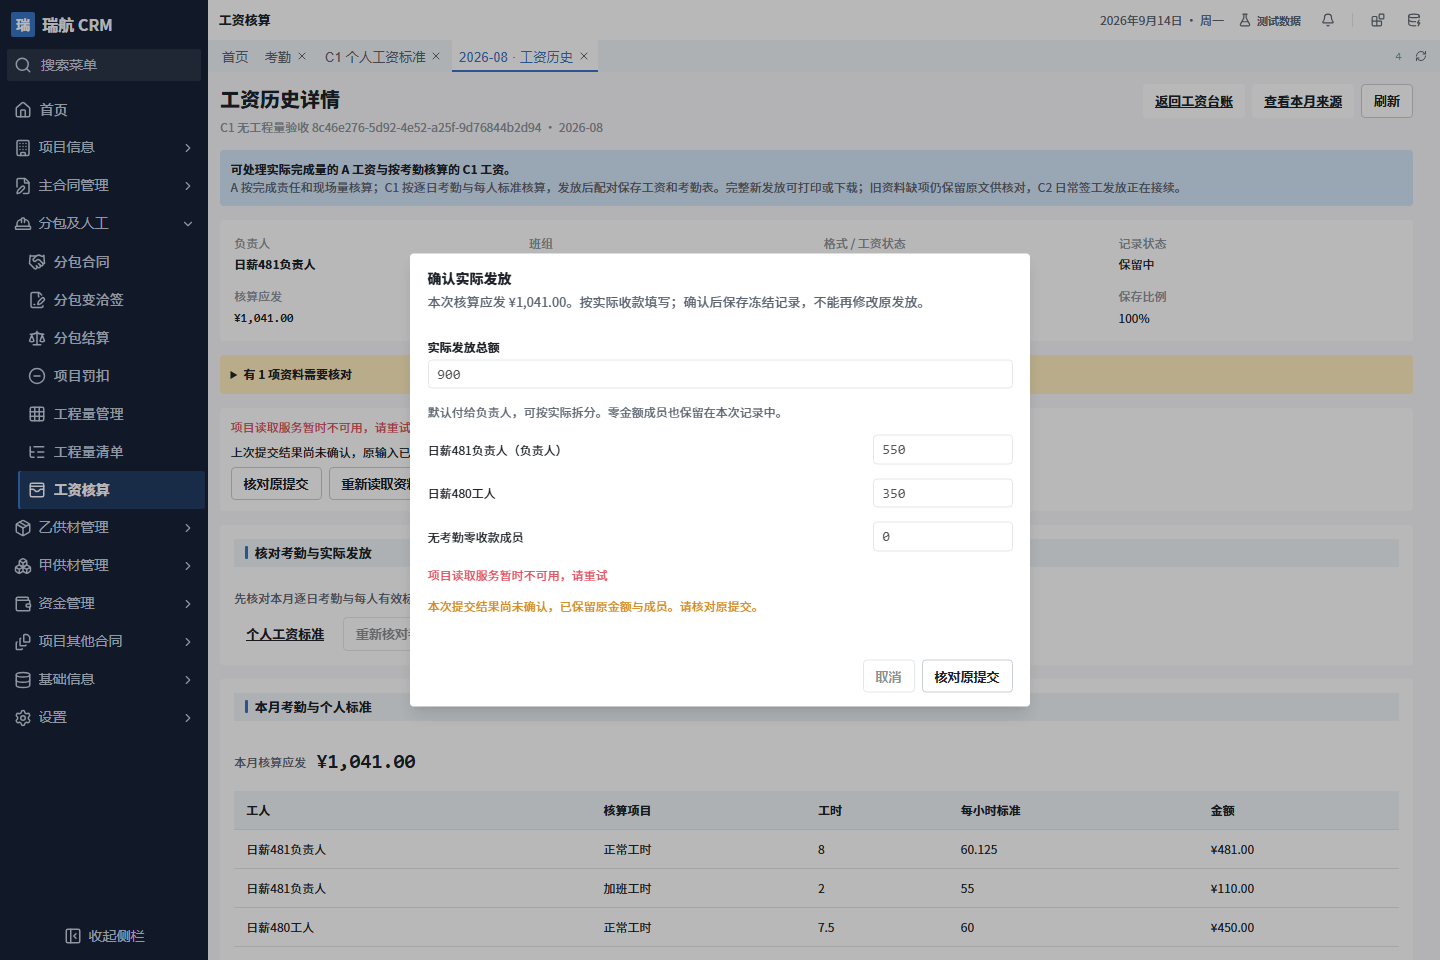 瑞 瑞航 CRM
搜索菜单
首页
项目信息
主合同管理
分包及人工
分包合同
分包变洽签
分包结算
项目罚扣
工程量管理
工程量清单
工资核算
乙供材管理
甲供材管理
资金管理
项目其他合同
基础信息
设置
收起侧栏
工资核算
2026年9月14日 • 周一 测试数据
首页 考勤 C1 个人工资标准 2026-08 · 工资历史 4
工资历史详情
C1 无工程量验收 8c46e276-5d92-4e52-a25f-9d76844b2d94 • 2026-08
返回工资台账 查看本月来源 刷新
可处理实际完成量的 A 工资与按考勤核算的 C1 工资。
A 按完成责任和现场量核算；C1 按逐日考勤与每人标准核算，发放后配对保存工资和考勤表。完整新发放可打印或下载；旧资料缺项仍保留原文供核对，C2 日常签工发放正在接续。
负责人 班组 格式 / 工资状态 记录状态
日薪481负责人 保留中
核算应发 保存比例
¥1,041.00 100%
有 1 项资料需要核对
项目读取服务暂时不可用，请重试
上次提交结果尚未确认，原输入已
核对原提交 重新读取资
核对考勤与实际发放
先核对本月逐日考勤与每人有效
个人工资标准 重新核对
确认实际发放
本次核算应发 ¥1,041.00。按实际收款填写；确认后保存冻结记录，不能再修改原发放。
实际发放总额
900
默认付给负责人，可按实际拆分。零金额成员也保留在本次记录中。
日薪481负责人（负责人） 550
日薪480工人 350
无考勤零收款成员 0
项目读取服务暂时不可用，请重试
本次提交结果尚未确认，已保留原金额与成员。请核对原提交。
取消 核对原提交
本月考勤与个人标准
本月核算应发 ¥1,041.00
工人 核算项目 工时 每小时标准 金额
日薪481负责人 正常工时 8 60.125 ¥481.00
日薪481负责人 加班工时 2 55 ¥110.00
日薪480工人 正常工时 7.5 60 ¥450.00